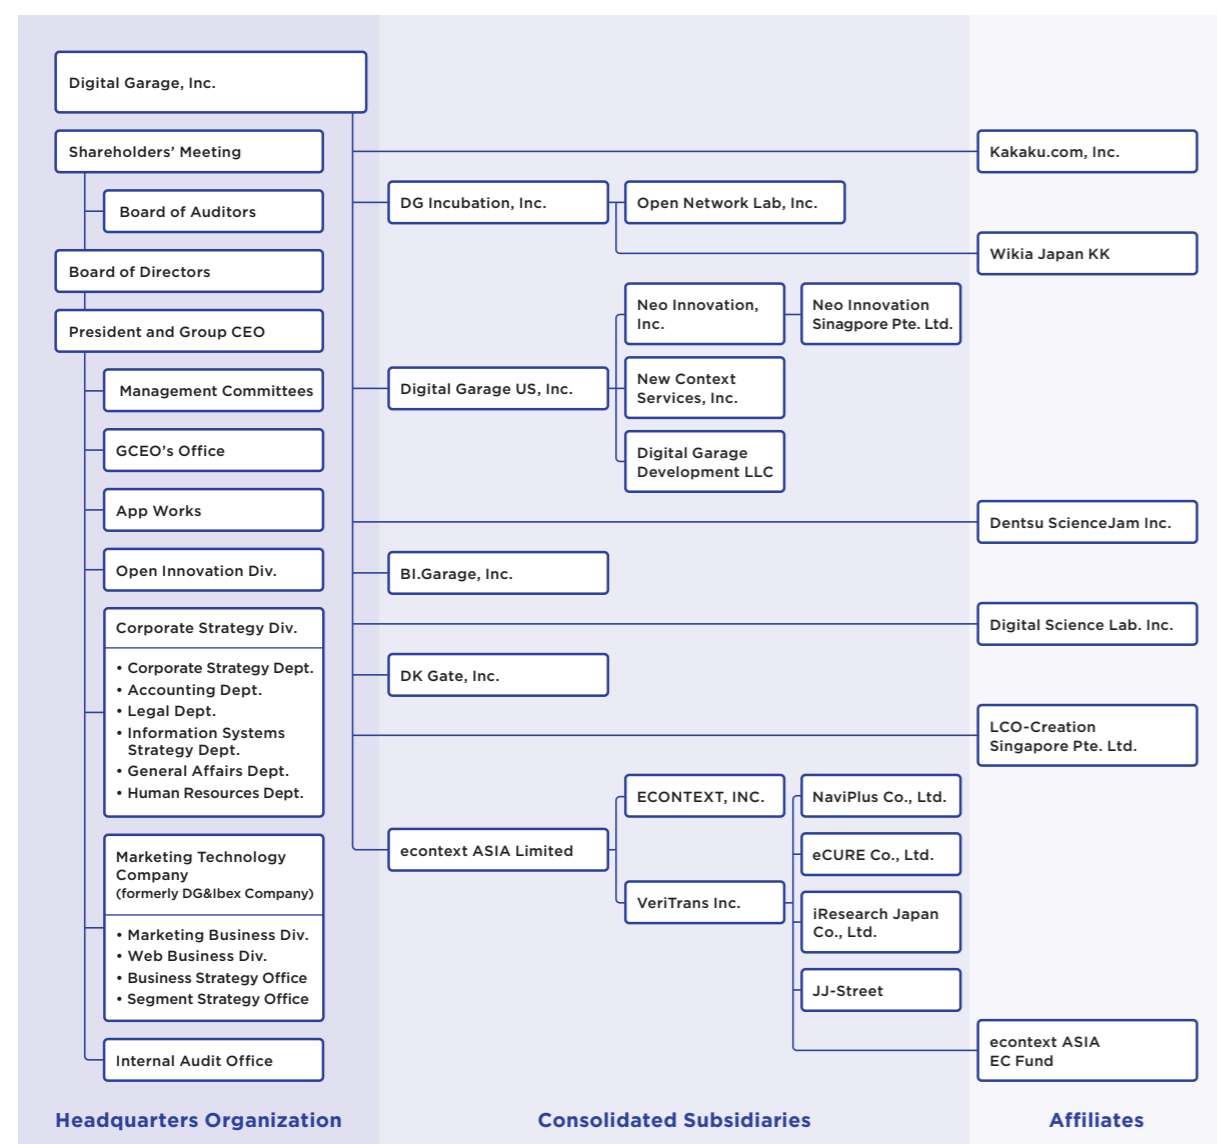 Digital Garage, Inc.
Shareholders’ Meeting
Board of Auditors
Board of Directors
President and Group CEO
Management Committees
GCEO’s Office
App Works
Open Innovation Div.
Corporate Strategy Div.
• Corporate Strategy Dept.
• Accounting Dept.
• Legal Dept.
• Information Systems
Strategy Dept.
• General Affairs Dept.
• Human Resources Dept.
Marketing Technology
Company
(formerly DG&Ibex Company)
• Marketing Business Div.
• Web Business Div.
• Business Strategy Office
• Segment Strategy Office
Internal Audit Office
Headquarters Organization
DG Incubation, Inc.
Open Network Lab, Inc.
Digital Garage US, Inc.
Neo Innovation,
Inc.
Neo Innovation
Sinagpore Pte. Ltd.
New Context
Services, Inc.
Digital Garage
Development LLC
BI.Garage, Inc.
DK Gate, Inc.
econtext ASIA Limited
ECONTEXT, INC.
VeriTrans Inc.
NaviPlus Co., Ltd.
eCURE Co., Ltd.
iResearch Japan
Co., Ltd.
JJ-Street
Consolidated Subsidiaries
Kakaku.com, Inc.
Wikia Japan KK
Dentsu ScienceJam Inc.
Digital Science Lab. Inc.
LCO-Creation
Singapore Pte. Ltd.
econtext ASIA
EC Fund
Affiliates